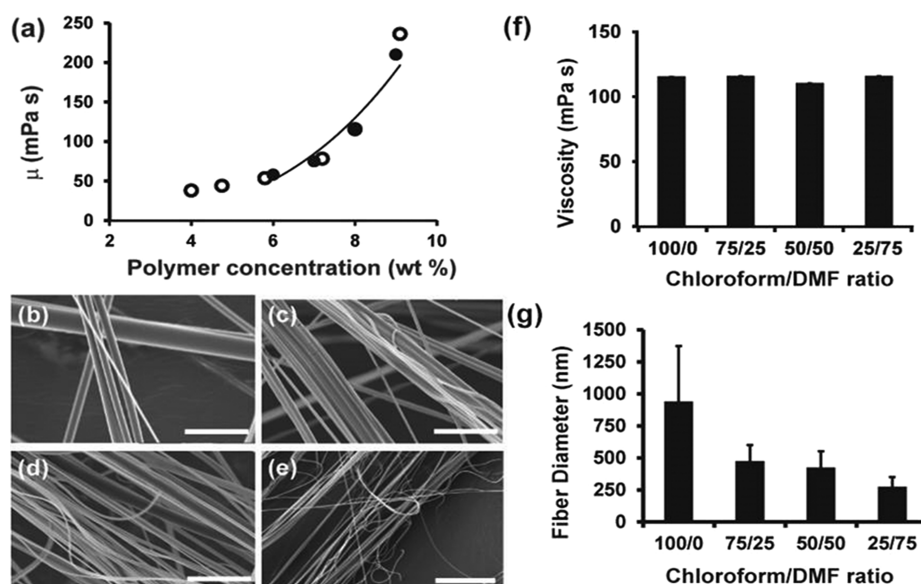 (a)
μ (mPa s)
250
200
150
100
50
0
2 4 6 8 10
Polymer concentration (wt %)
(b)
(c)
(d)
(e)
(f)
Viscosity (mPa s)
150
100
50
0
100/0 75/25 50/50 25/75
Chloroform/DMF ratio
(g)
Fiber Diameter (nm)
1500
1250
1000
750
500
250
0
100/0 75/25 50/50 25/75
Chloroform/DMF ratio